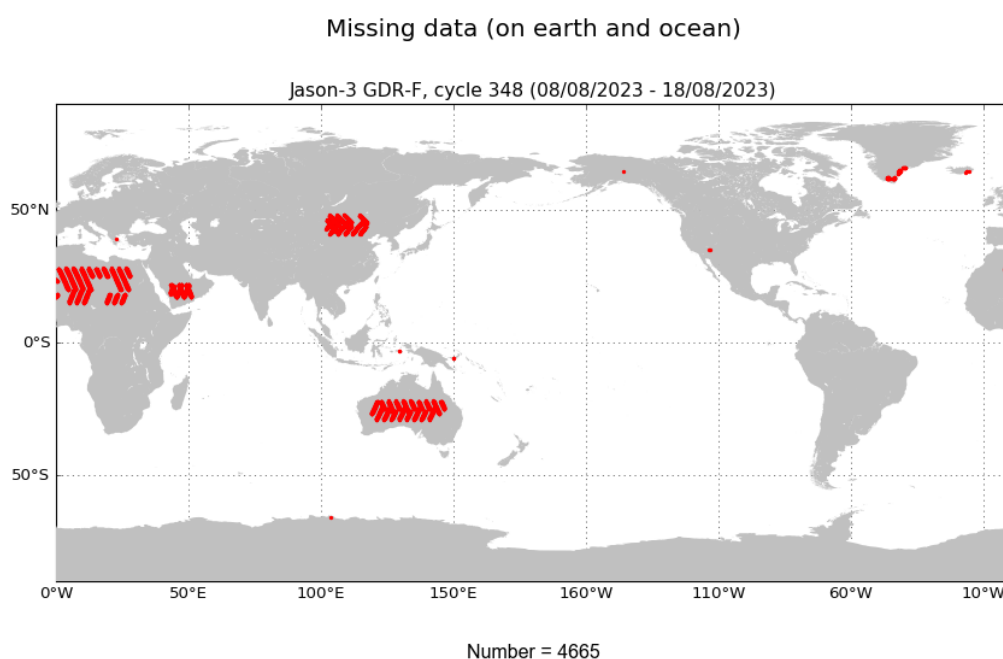 Missing data (on earth and ocean)
Jason-3 GDR-F, cycle 348 (08/08/2023 - 18/08/2023)
50°N
0°S
50°S
0°W 50°E 100°E 150°E 160°W 110°W 60°W 10°W
Number = 4665